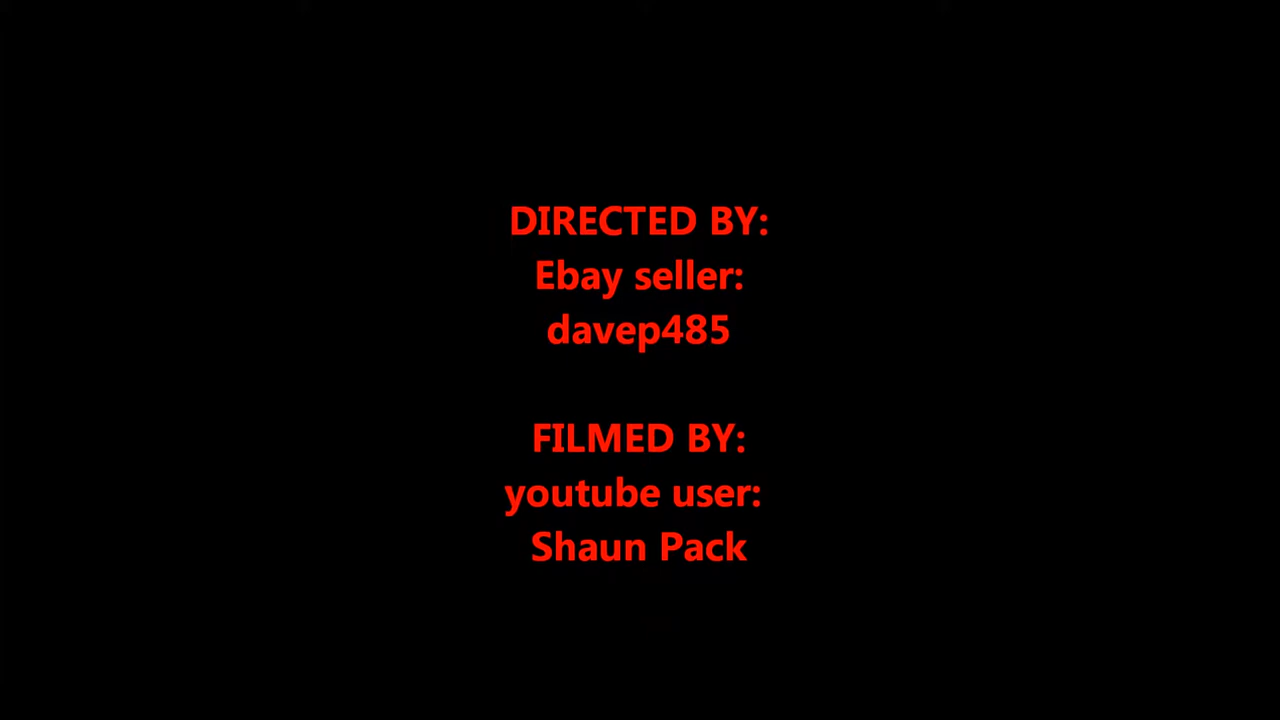 DIRECTED BY:
Ebay seller:
davep485
FILMED BY:
youtube user:
Shaun Pack